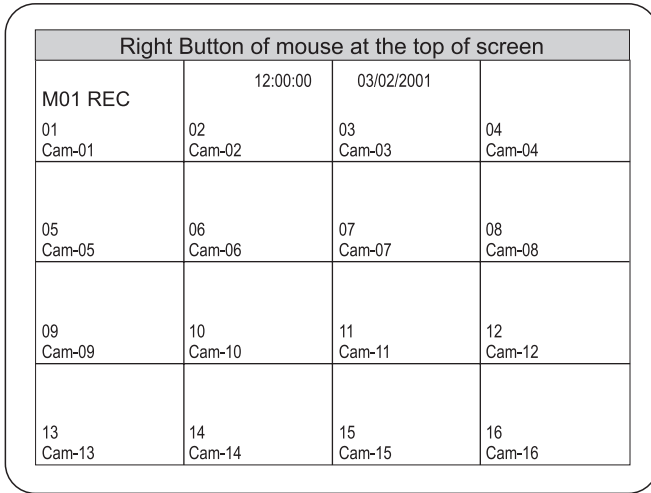 Right Button of mouse at the top of screen
12:00:00 03/02/2001
M01 REC
01 02 03 04
Cam-01 Cam-02 Cam-03 Cam-04
05 06 07 08
Cam-05 Cam-06 Cam-07 Cam-08
09 10 11 12
Cam-09 Cam-10 Cam-11 Cam-12
13 14 15 16
Cam-13 Cam-14 Cam-15 Cam-16